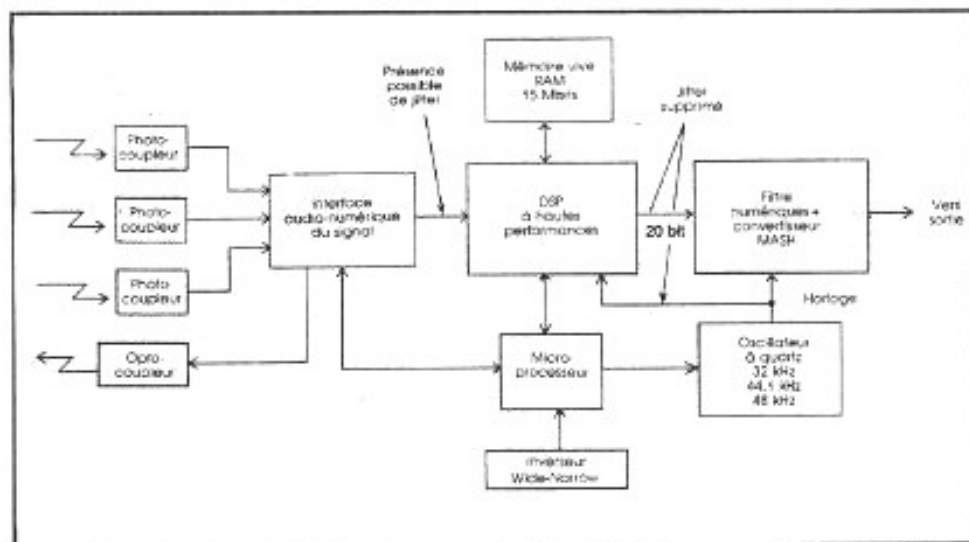 Photo-
coupleur
Photo-
coupleur
Photo-
coupleur
Opto-
coupleur
interface
audio-numérique
du signal
Présence
possible
de jitter
Mémoire vive
RAM
15 Mbits
DSP
à hautes
performances
Jitter
supprimé
20 bit
Filtre
numériques +
convertisseur
MASH
Vers
sortie
Horloge
Micro
processeur
Oscillateur
à quartz
32 kHz
44,1 kHz
48 kHz
Inverseur
Wide-Narrow